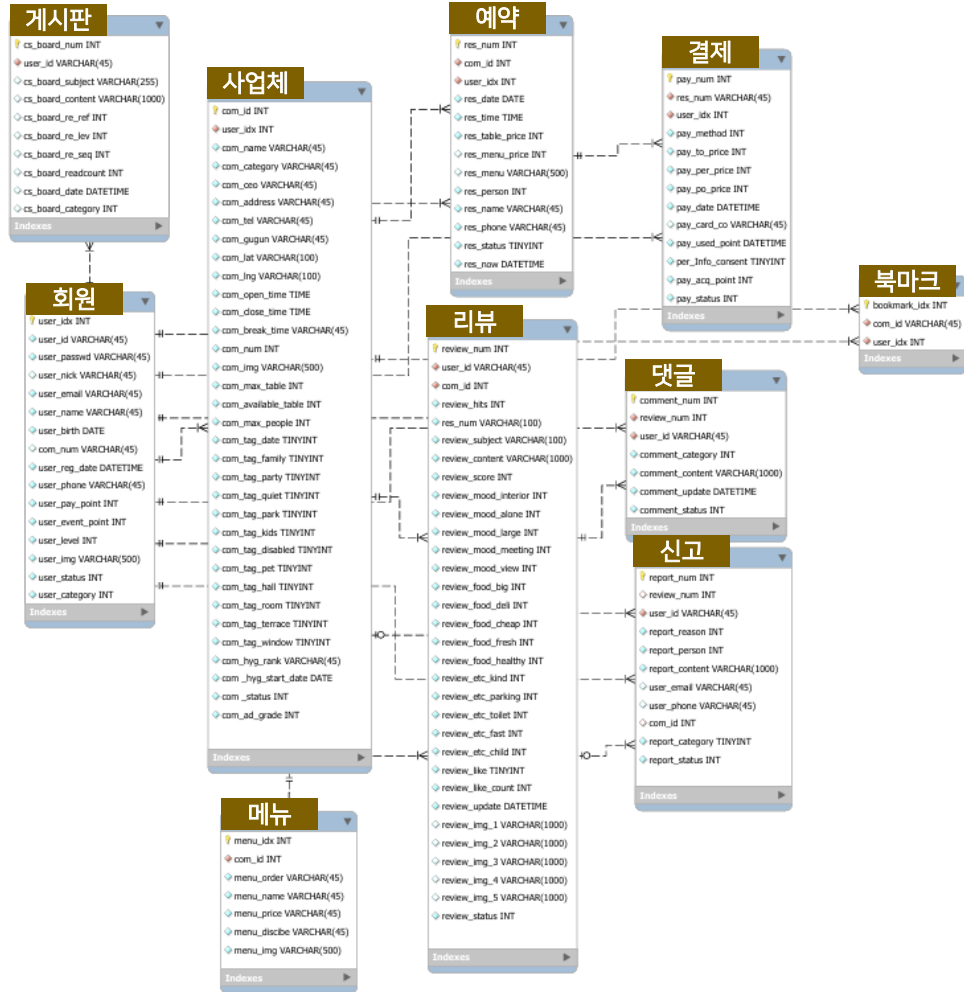 게시판
cs_board_num INT
user_id VARCHAR(45)
cs_board_subject VARCHAR(255)
cs_board_content VARCHAR(1000)
cs_board_re_ref INT
cs_board_re_lev INT
cs_board_re_seq INT
cs_board_readcount INT
cs_board_date DATETIME
cs_board_category INT
Indexes
회원
user_idx INT
user_id VARCHAR(45)
user_passwd VARCHAR(45)
user_nick VARCHAR(45)
user_email VARCHAR(45)
user_name VARCHAR(45)
user_birth DATE
com_num VARCHAR(45)
user_reg_date DATETIME
user_phone VARCHAR(45)
user_pay_point INT
user_event_point INT
user_level INT
user_img VARCHAR(500)
user_status INT
user_category INT
Indexes
사업체
com_id INT
user_idx INT
com_name VARCHAR(45)
com_category VARCHAR(45)
com_ceo VARCHAR(45)
com_address VARCHAR(45)
com_tel VARCHAR(45)
com_gugun VARCHAR(45)
com_lat VARCHAR(100)
com_lng VARCHAR(100)
com_open_time TIME
com_close_time TIME
com_break_time VARCHAR(45)
com_num INT
com_img VARCHAR(500)
com_max_table INT
com_available_table INT
com_max_people INT
com_tag_date TINYINT
com_tag_family TINYINT
com_tag_party TINYINT
com_tag_quiet TINYINT
com_tag_park TINYINT
com_tag_kids TINYINT
com_tag_disabled TINYINT
com_tag_pet TINYINT
com_tag_hall TINYINT
com_tag_room TINYINT
com_tag_terrace TINYINT
com_tag_window TINYINT
com_hyg_rank VARCHAR(45)
com _hyg_start_date DATE
com _status INT
com_ad_grade INT
Indexes
메뉴
menu_idx INT
com_id INT
menu_order VARCHAR(45)
menu_name VARCHAR(45)
menu_price VARCHAR(45)
menu_discibe VARCHAR(45)
menu_img VARCHAR(500)
Indexes
예약
res_num INT
com_id INT
user_idx INT
res_date DATE
res_time TIME
res_table_price INT
res_menu_price INT
res_menu VARCHAR(500)
res_person INT
res_name VARCHAR(45)
res_phone VARCHAR(45)
res_status TINYINT
res_now DATETIME
Indexes
리뷰
review_num INT
user_id VARCHAR(45)
com_id INT
review_hits INT
res_num VARCHAR(100)
review_subject VARCHAR(100)
review_content VARCHAR(1000)
review_score INT
review_mood_interior INT
review_mood_alone INT
review_mood_large INT
review_mood_meeting INT
review_mood_view INT
review_food_big INT
review_food_deli INT
review_food_cheap INT
review_food_fresh INT
review_food_healthy INT
review_etc_kind INT
review_etc_parking INT
review_etc_toilet INT
review_etc_fast INT
review_etc_child INT
review_like TINYINT
review_like_count INT
review_update DATETIME
review_img_1 VARCHAR(1000)
review_img_2 VARCHAR(1000)
review_img_3 VARCHAR(1000)
review_img_4 VARCHAR(1000)
review_img_5 VARCHAR(1000)
review_status INT
Indexes
결제
pay_num INT
res_num VARCHAR(45)
user_idx INT
pay_method INT
pay_to_price INT
pay_per_price INT
pay_po_price INT
pay_date DATETIME
pay_card_co VARCHAR(45)
pay_used_point DATETIME
per_Info_consent TINYINT
pay_acq_point INT
pay_status INT
Indexes
북마크
bookmark_idx INT
com_id VARCHAR(45)
user_idx INT
Indexes
댓글
comment_num INT
review_num INT
user_id VARCHAR(45)
comment_category INT
comment_content VARCHAR(1000)
comment_update DATETIME
comment_status INT
Indexes
신고
report_num INT
review_num INT
user_id VARCHAR(45)
report_reason INT
report_person INT
report_content VARCHAR(1000)
user_email VARCHAR(45)
user_phone VARCHAR(45)
com_id INT
report_category TINYINT
report_status INT
Indexes